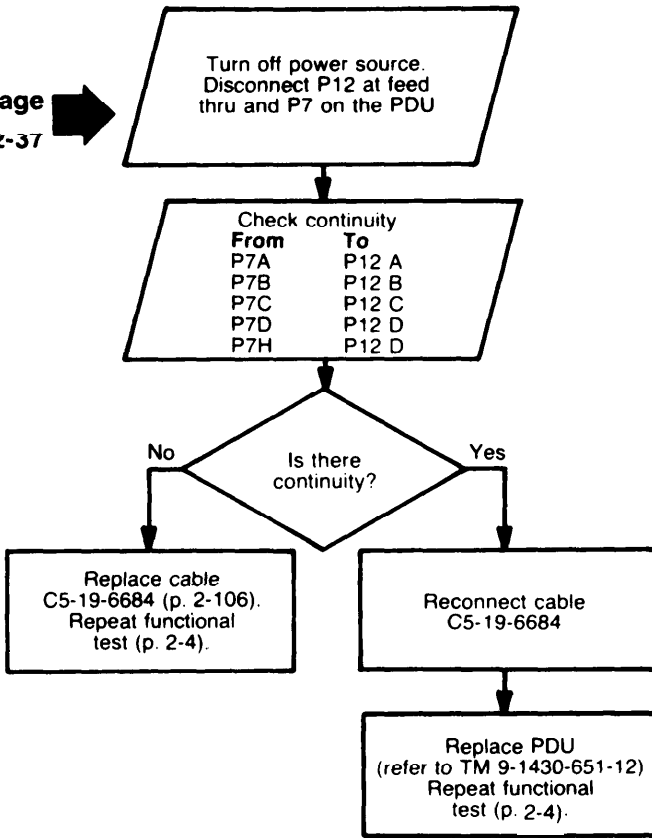 Turn off power source.
Disconnect P12 at feed
thru and P7 on the PDU
age
2-37
Check continuity
From To
P7A P12 A
P7B P12 B
P7C P12 C
P7D P12 D
P7H P12 D
Is there
continuity?
No
Yes
Replace cable
C5-19-6684 (p. 2-106).
Repeat functional
test (p. 2-4).
Reconnect cable
C5-19-6684
Replace PDU
(refer to TM 9-1430-651-12)
Repeat functional
test (p. 2-4).